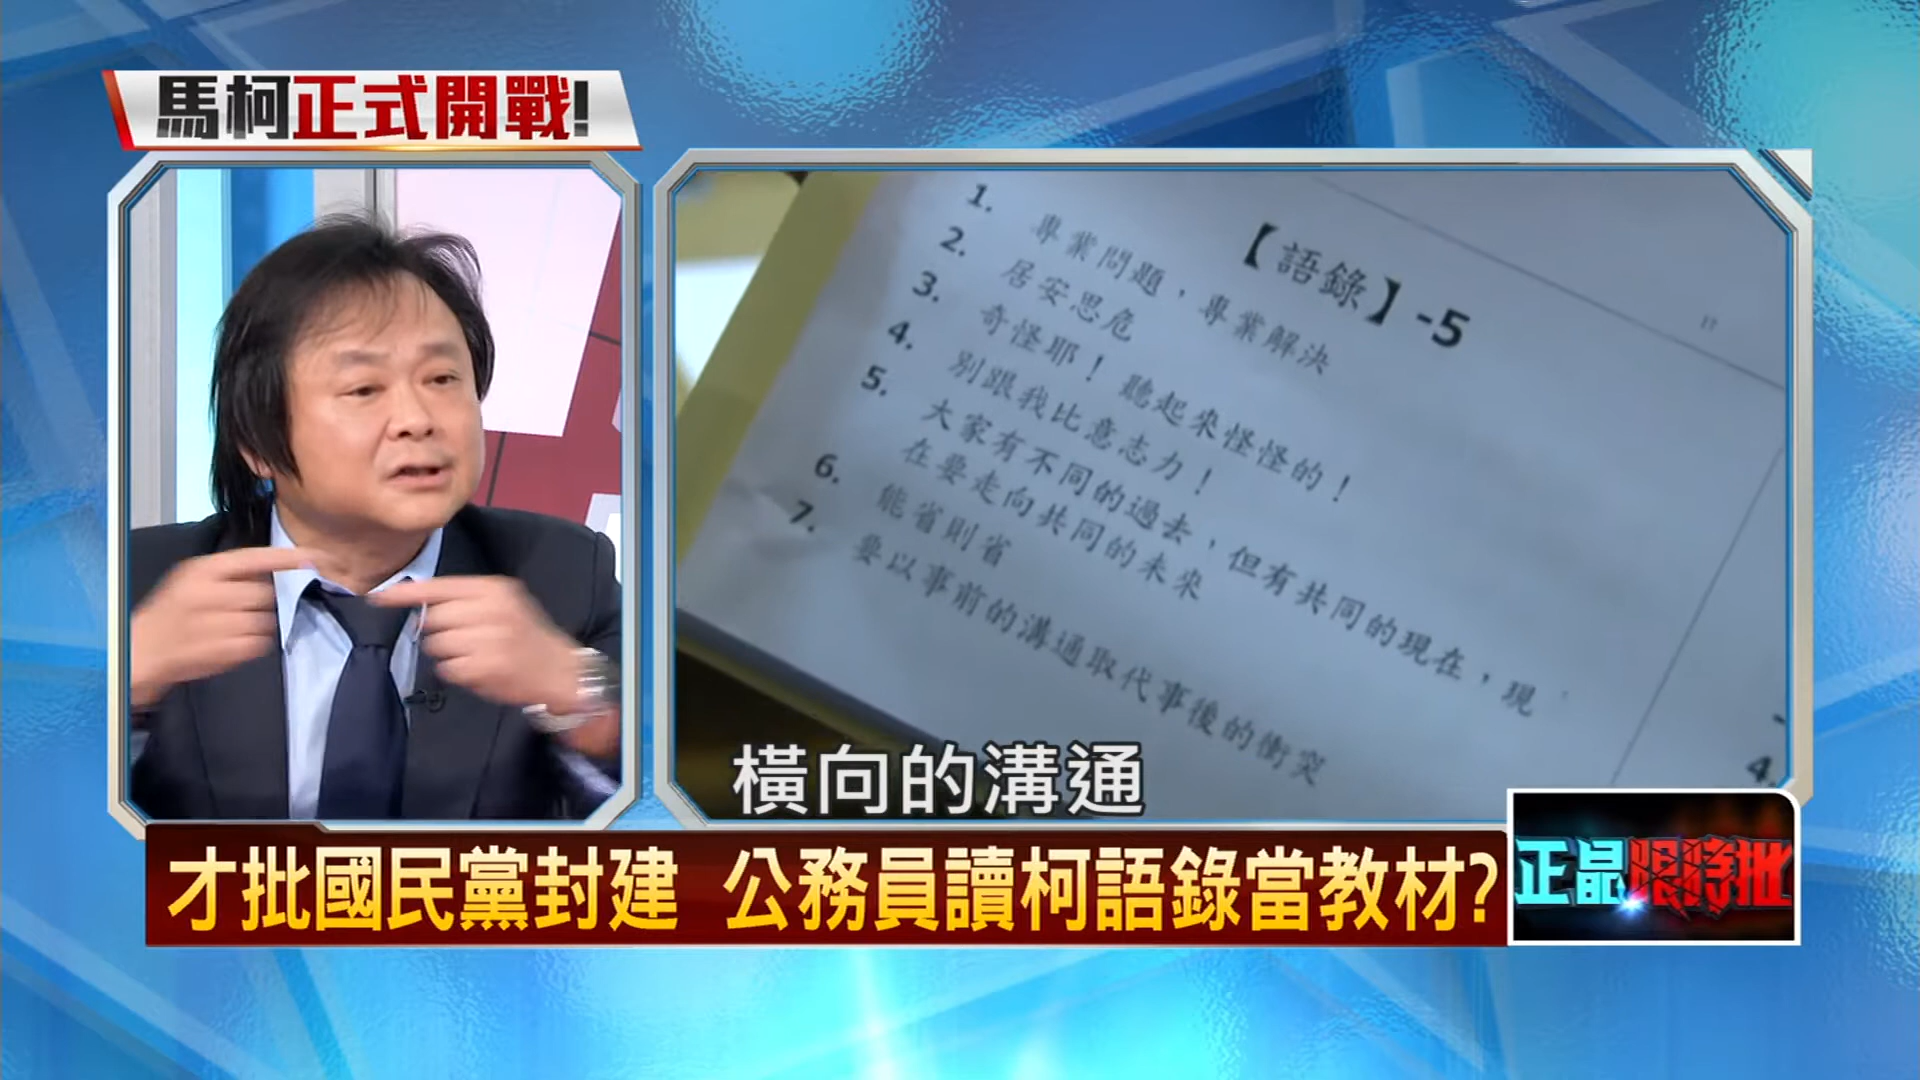 馬柯正式開戰!
【語錄】-5
17
1. 專業問題，專業解決
2. 居安思危
3. 奇怪耶！聽起來怪怪的！
4. 別跟我比意志力！
5. 大家有不同的過去，但有共同的現在，現
在要走向共同的未來
6. 能省則省
7. 要以事前的溝通取代事後的衝突
4.
橫向的溝通
才批國民黨封建 公務員讀柯語錄當教材?
正晶限時批